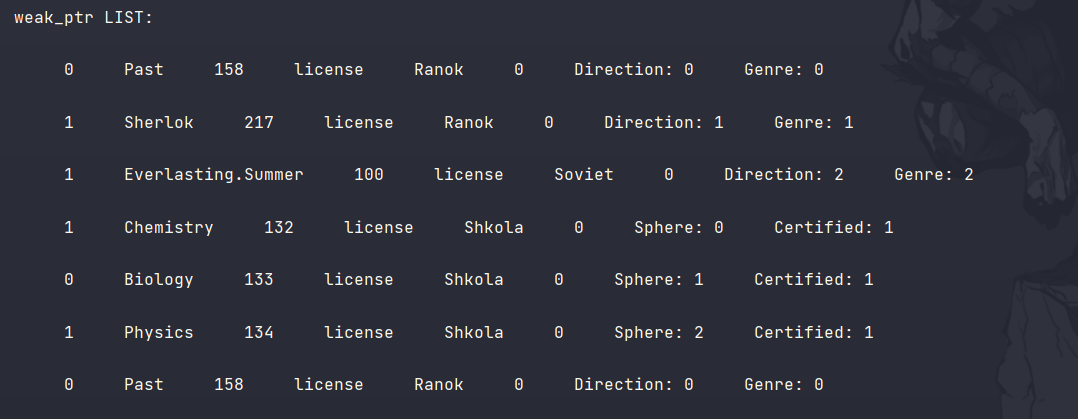 weak_ptr LIST:
0 Past 158 license Ranok 0 Direction: 0 Genre: 0
1 Sherlok 217 license Ranok 0 Direction: 1 Genre: 1
1 Everlasting.Summer 100 license Soviet 0 Direction: 2 Genre: 2
1 Chemistry 132 license Shkola 0 Sphere: 0 Certified: 1
0 Biology 133 license Shkola 0 Sphere: 1 Certified: 1
1 Physics 134 license Shkola 0 Sphere: 2 Certified: 1
0 Past 158 license Ranok 0 Direction: 0 Genre: 0